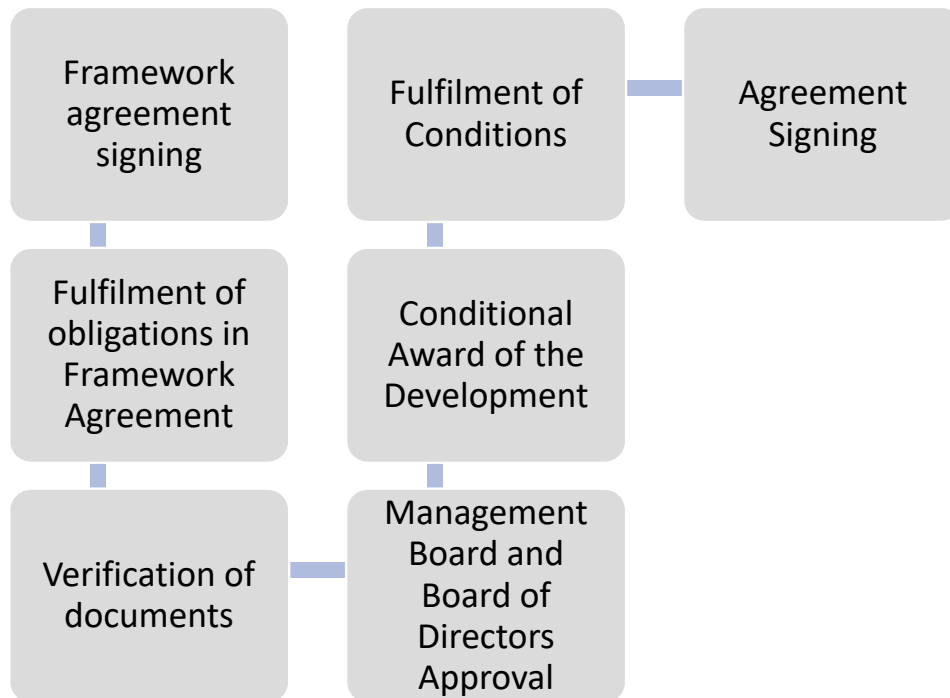 Framework
agreement
signing
Fulfilment of
obligations in
Framework
Agreement
Verification of
documents
Management
Board and
Board of
Directors
Approval
Conditional
Award of the
Development
Fulfilment of
Conditions
Agreement
Signing